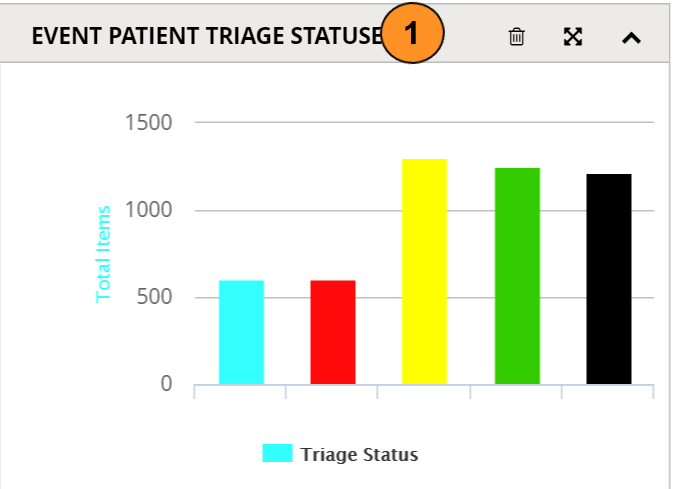 EVENT PATIENT TRIAGE STATUSE
1
1500
1000
500
0
Total Items
Triage Status